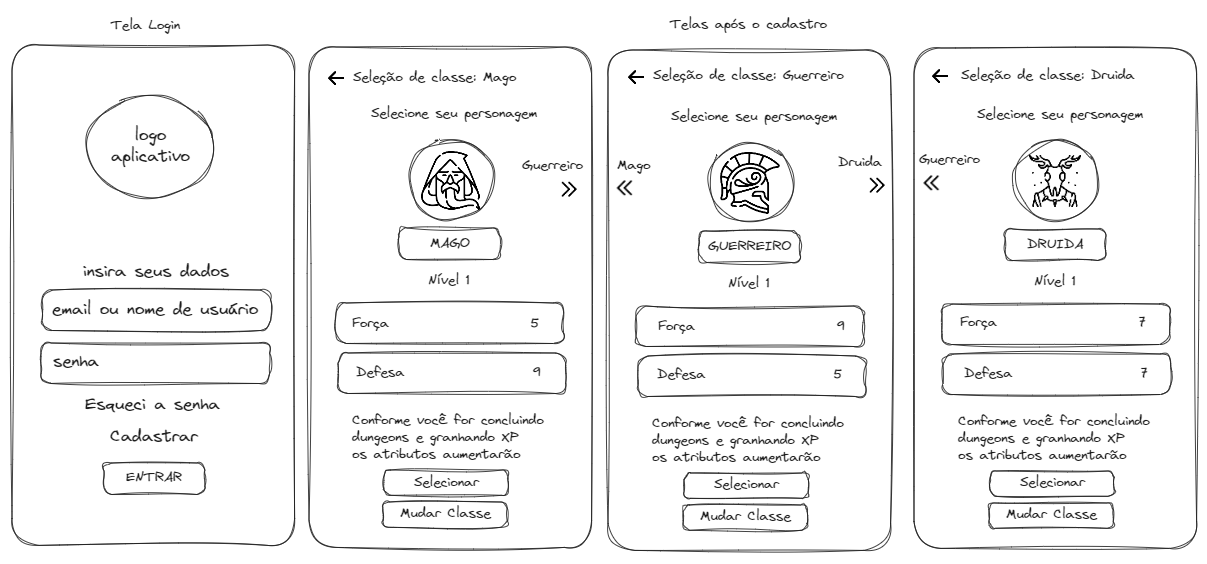 Tela Login
Telas após o cadastro
logo
aplicativo
insira seus dados
email ou nome de usuário
senha
Esqueci a senha
Cadastrar
ENTRAR
Seleção de classe: Mago
Selecione seu personagem
Guerreiro
MAGO
Nível 1
Força 5
Defesa 9
Conforme você for concluindo
dungeons e granhando XP
os atributos aumentarão
Selecionar
Mudar Classe
Seleção de classe: Guerreiro
Selecione seu personagem
Mago
Druida
GUERREIRO
Nível 1
Força 9
Defesa 5
Conforme você for concluindo
dungeons e granhando XP
os atributos aumentarão
Selecionar
Mudar Classe
Seleção de classe: Druida
Selecione seu personagem
Guerreiro
DRUIDA
Nível 1
Força 7
Defesa 7
Conforme você for concluindo
dungeons e granhando XP
os atributos aumentarão
Selecionar
Mudar Classe